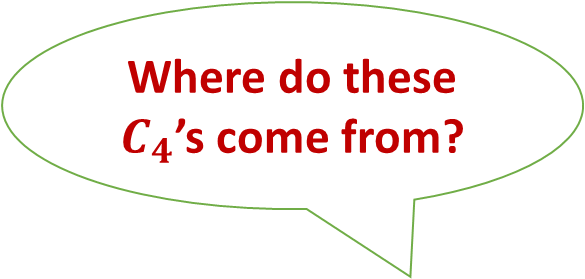 Where do these
C₄’s come from?